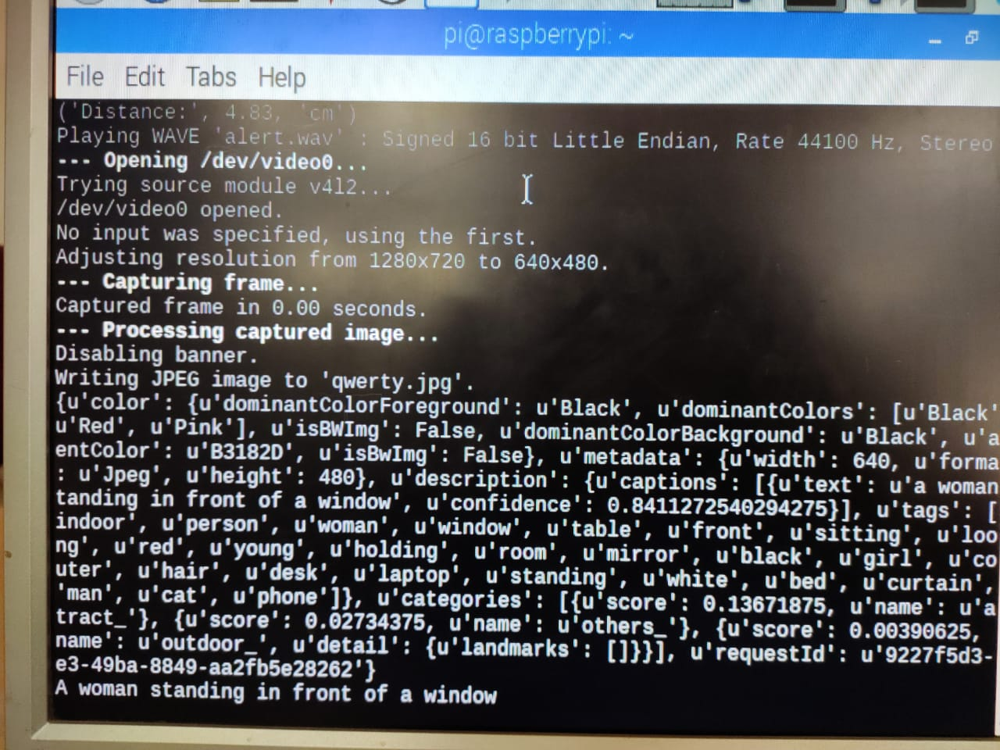 pi@raspberrypi: ~
File Edit Tabs Help
('Distance:', 4.83, 'cm')
Playing WAVE 'alert.wav' : Signed 16 bit Little Endian, Rate 44100 Hz, Stereo
--- Opening /dev/video0...
Trying source module v4l2...
/dev/video0 opened.
No input was specified, using the first.
Adjusting resolution from 1280x720 to 640x480.
--- Capturing frame...
Captured frame in 0.00 seconds.
--- Processing captured image...
Disabling banner.
Writing JPEG image to 'qwerty.jpg'.
{u'color': {u'dominantColorForeground': u'Black', u'dominantColors': [u'Black'
u'Red', u'Pink'], u'isBWImg': False, u'dominantColorBackground': u'Black', u'a
entColor': u'B3182D', u'isBwImg': False}, u'metadata': {u'width': 640, u'forma
: u'Jpeg', u'height': 480}, u'description': {u'captions': [{u'text': u'a woman
tanding in front of a window', u'confidence': 0.8411272540294275}], u'tags': [
indoor', u'person', u'woman', u'window', u'table', u'front', u'sitting', u'loo
ng', u'red', u'young', u'holding', u'room', u'mirror', u'black', u'girl', u'co
uter', u'hair', u'desk', u'laptop', u'standing', u'white', u'bed', u'curtain',
'man', u'cat', u'phone']}, u'categories': [{u'score': 0.13671875, u'name': u'a
tract_'}, {u'score': 0.02734375, u'name': u'others_'}, {u'score': 0.00390625,
name': u'outdoor_', u'detail': {u'landmarks': []}}], u'requestId': u'9227f5d3-
e3-49ba-8849-aa2fb5e28262'}
A woman standing in front of a window